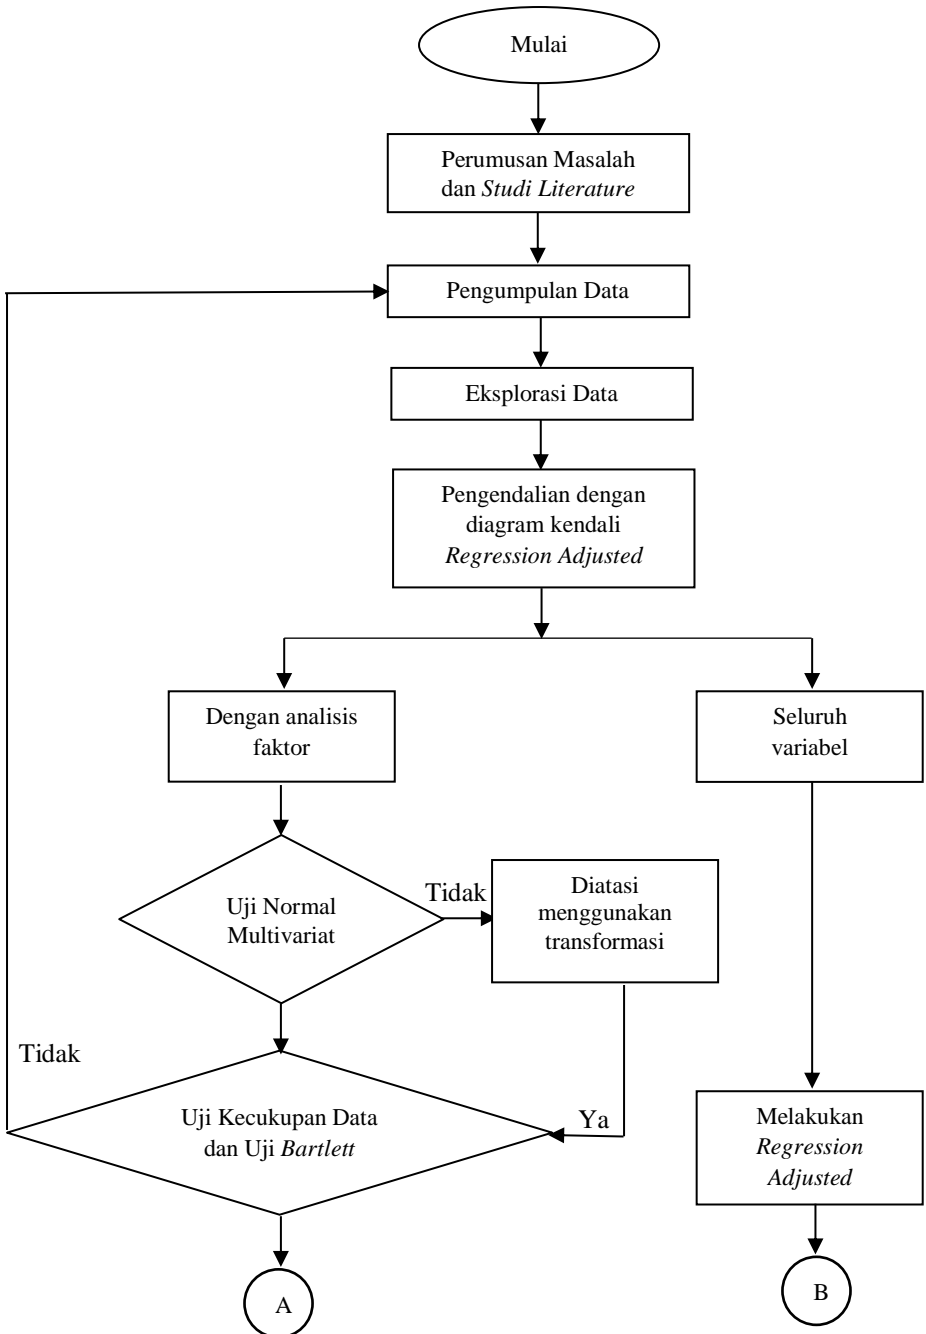 Mulai
Perumusan Masalah
dan Studi Literature
Pengumpulan Data
Eksplorasi Data
Pengendalian dengan
diagram kendali
Regression Adjusted
Dengan analisis
faktor
Seluruh
variabel
Uji Normal
Multivariat
Tidak
Diatasi
menggunakan
transformasi
Tidak
Uji Kecukupan Data
dan Uji Bartlett
Ya
Melakukan
Regression
Adjusted
A
B